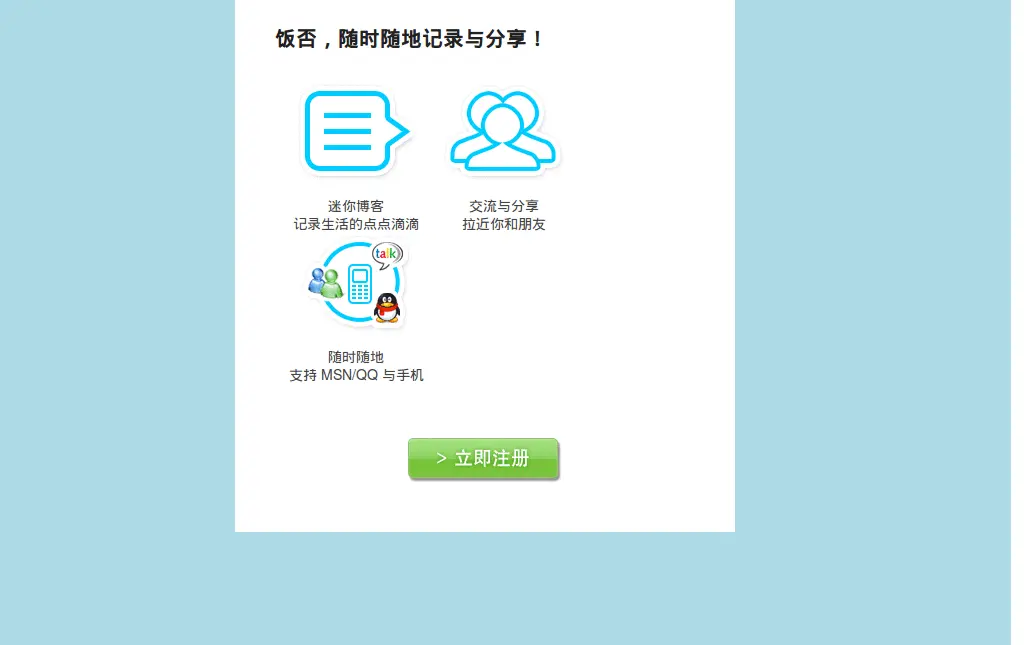 饭否，随时随地记录与分享！
迷你博客
记录生活的点点滴滴
交流与分享
拉近你和朋友
talk
随时随地
支持 MSN/QQ 与手机
> 立即注册